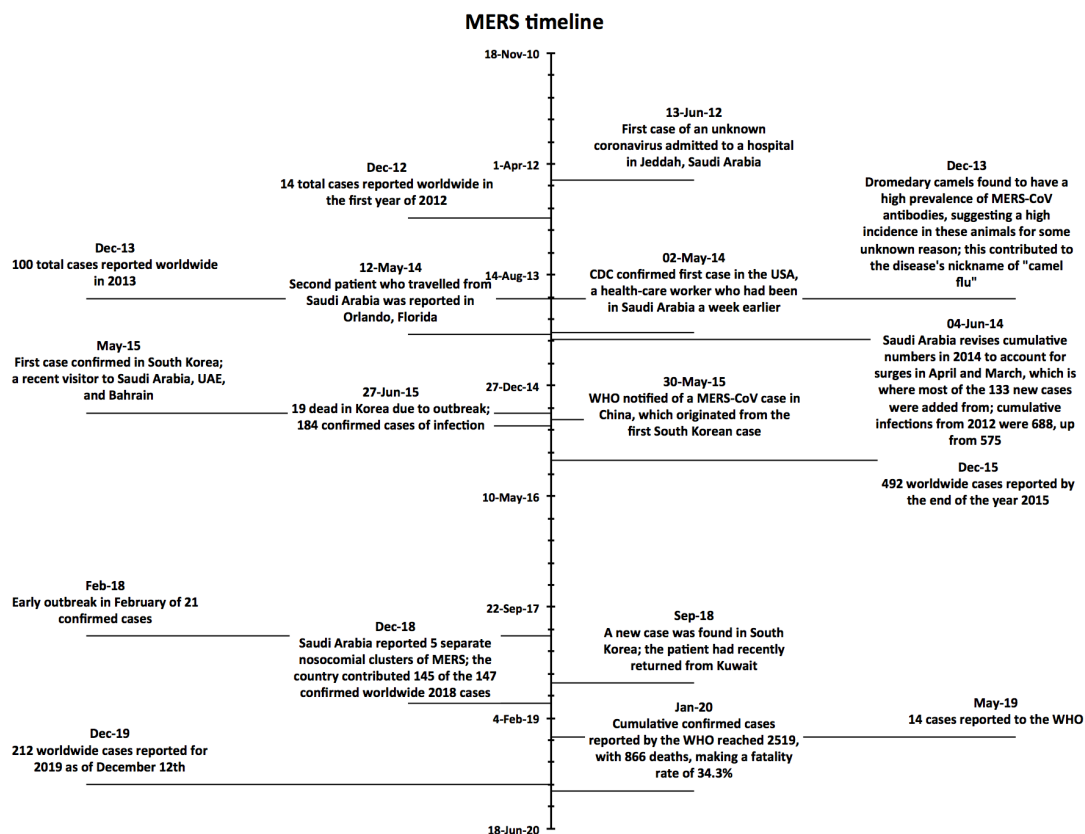 MERS timeline
18-Nov-10
13-Jun-12
First case of an unknown
coronavirus admitted to a hospital
in Jeddah, Saudi Arabia
1-Apr-12
Dec-12
14 total cases reported worldwide in
the first year of 2012
Dec-13
Dromedary camels found to have a
high prevalence of MERS-CoV
antibodies, suggesting a high
incidence in these animals for some
unknown reason; this contributed to
the disease's nickname of "camel
flu"
Dec-13
100 total cases reported worldwide
in 2013
12-May-14
Second patient who travelled from
Saudi Arabia was reported in
Orlando, Florida
14-Aug-13
02-May-14
CDC confirmed first case in the USA,
a health-care worker who had been
in Saudi Arabia a week earlier
04-Jun-14
Saudi Arabia revises cumulative
numbers in 2014 to account for
surges in April and March, which is
where most of the 133 new cases
were added from; cumulative
infections from 2012 were 688, up
from 575
May-15
First case confirmed in South Korea;
a recent visitor to Saudi Arabia, UAE,
and Bahrain
27-Jun-15
19 dead in Korea due to outbreak;
184 confirmed cases of infection
27-Dec-14
30-May-15
WHO notified of a MERS-CoV case in
China, which originated from the
first South Korean case
Dec-15
492 worldwide cases reported by
the end of the year 2015
10-May-16
Feb-18
Early outbreak in February of 21
confirmed cases
22-Sep-17
Dec-18
Saudi Arabia reported 5 separate
nosocomial clusters of MERS; the
country contributed 145 of the 147
confirmed worldwide 2018 cases
Sep-18
A new case was found in South
Korea; the patient had recently
returned from Kuwait
4-Feb-19
May-19
14 cases reported to the WHO
Jan-20
Cumulative confirmed cases
reported by the WHO reached 2519,
with 866 deaths, making a fatality
rate of 34.3%
Dec-19
212 worldwide cases reported for
2019 as of December 12th
18-Jun-20